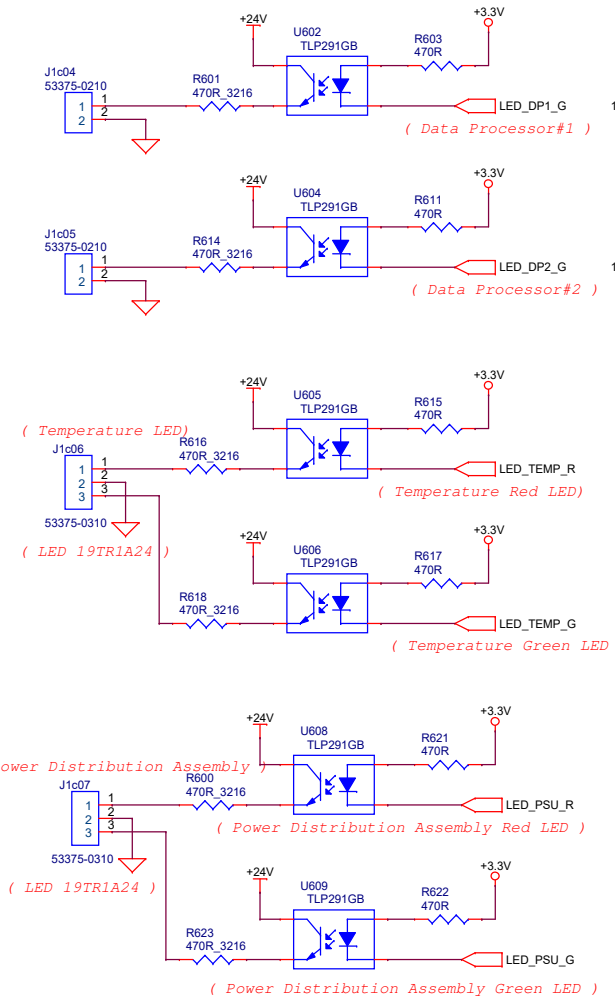 +24V
U602
TLP291GB
R603
470R
+3.3V
J1c04
53375-0210
1
2
1
2
R601
470R_3216
LED_DP1_G
1
( Data Processor#1 )
+24V
U604
TLP291GB
R611
470R
+3.3V
J1c05
53375-0210
1
2
1
2
R614
470R_3216
LED_DP2_G
1
( Data Processor#2 )
+24V
U605
TLP291GB
R615
470R
+3.3V
( Temperature LED)
J1c06
1
2
3
1
2
3
53375-0310
( LED 19TR1A24 )
R616
470R_3216
LED_TEMP_R
( Temperature Red LED)
+24V
U606
TLP291GB
R617
470R
+3.3V
R618
470R_3216
LED_TEMP_G
( Temperature Green LED
+24V
U608
TLP291GB
R621
470R
+3.3V
ower Distribution Assembly )
J1c07
1
2
3
1
2
3
53375-0310
( LED 19TR1A24 )
R600
470R_3216
LED_PSU_R
( Power Distribution Assembly Red LED )
+24V
U609
TLP291GB
R622
470R
+3.3V
R623
470R_3216
LED_PSU_G
( Power Distribution Assembly Green LED )